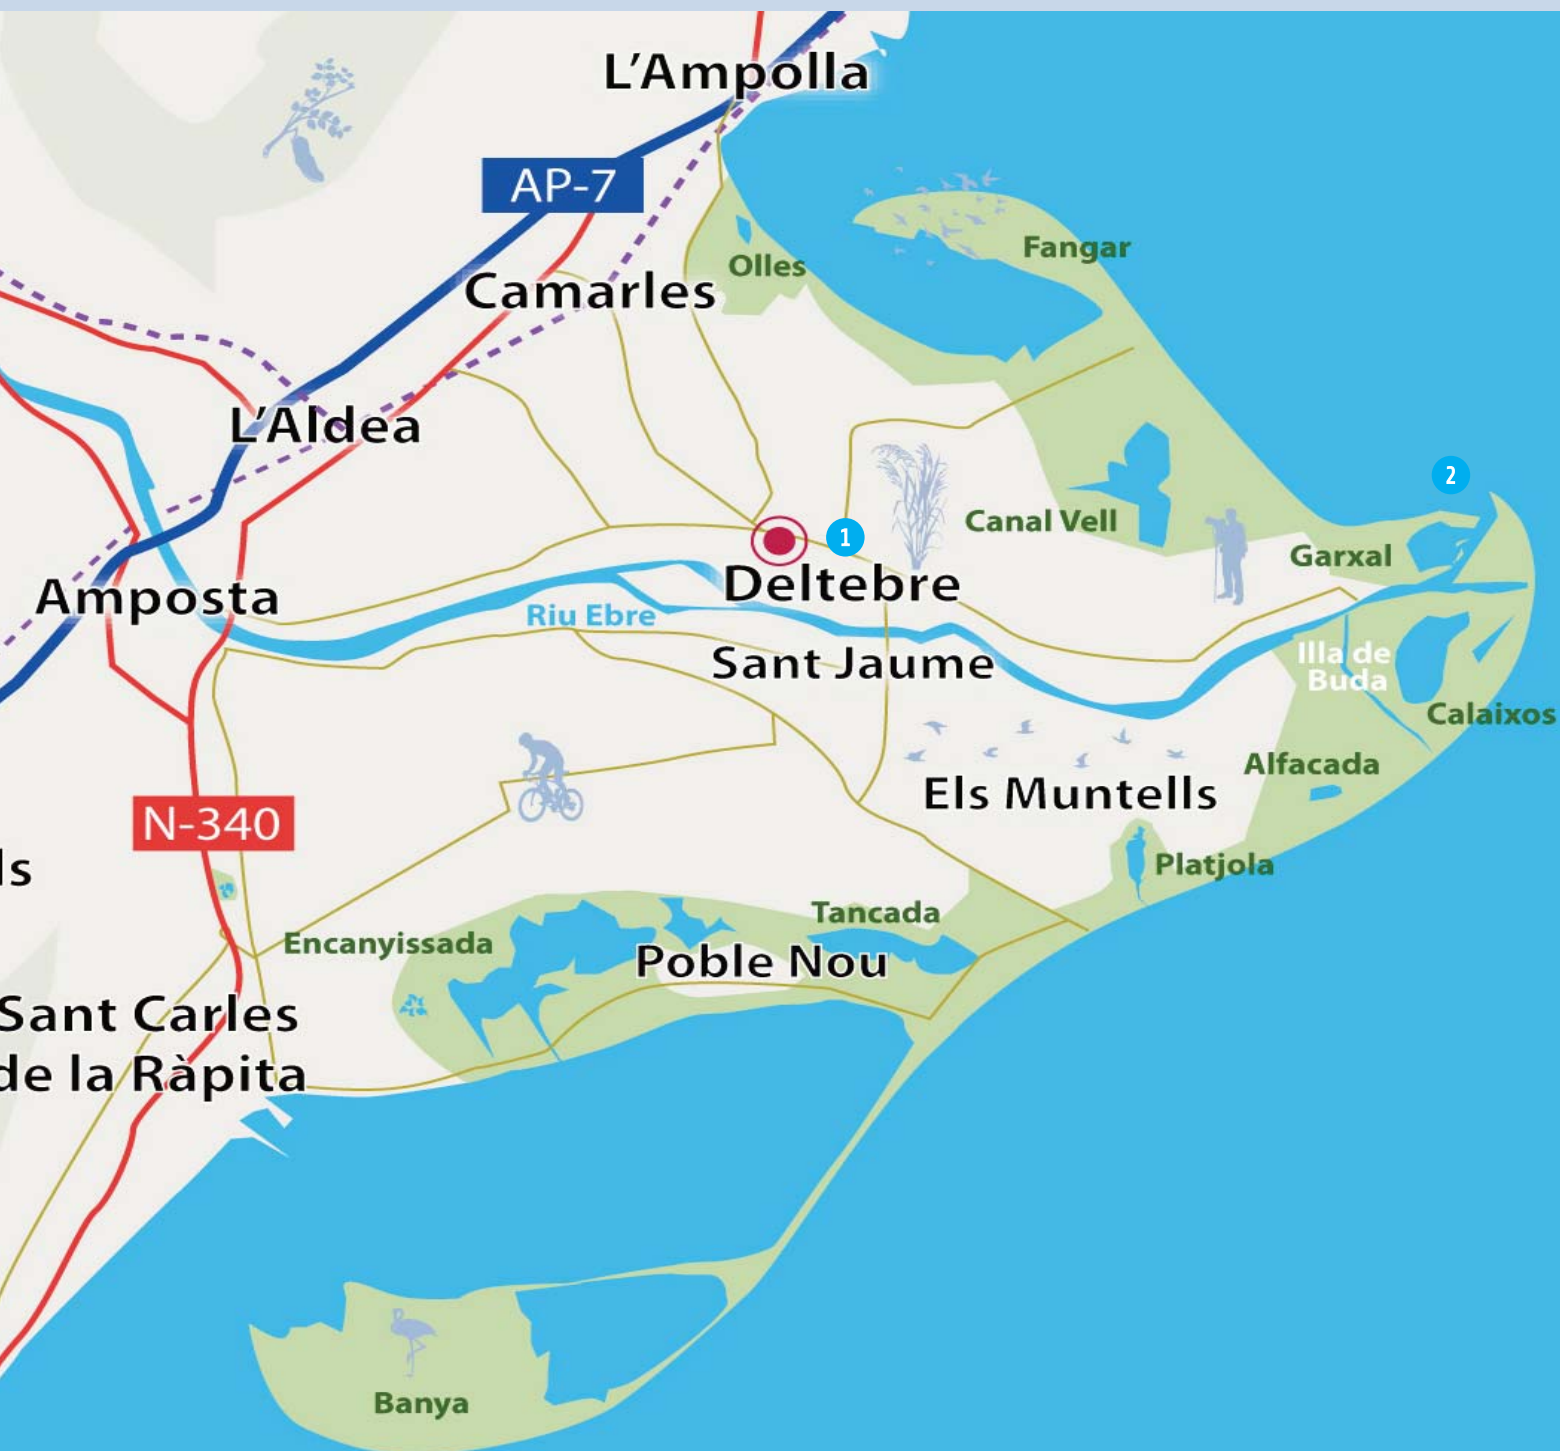 L'Ampolla
AP-7
Fangar
Olles
Camarles
L'Aldea
2
Canal Vell
1
Garxal
Deltebre
Amposta
Riu Ebre
Sant Jaume
Illa de
Buda
Calaixos
Alfacada
Els Muntells
N-340
Platjola
ls
Tancada
Encanyissada
Poble Nou
Sant Carles
de la Ràpita
Banya